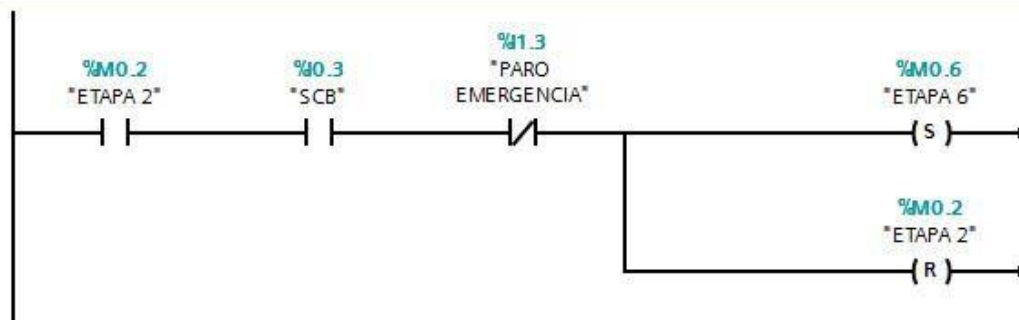 %M0.2
"ETAPA 2"
%I0.3
"SCB"
%I1.3
"PARO
EMERGENCIA"
%M0.6
"ETAPA 6"
S
%M0.2
"ETAPA 2"
R